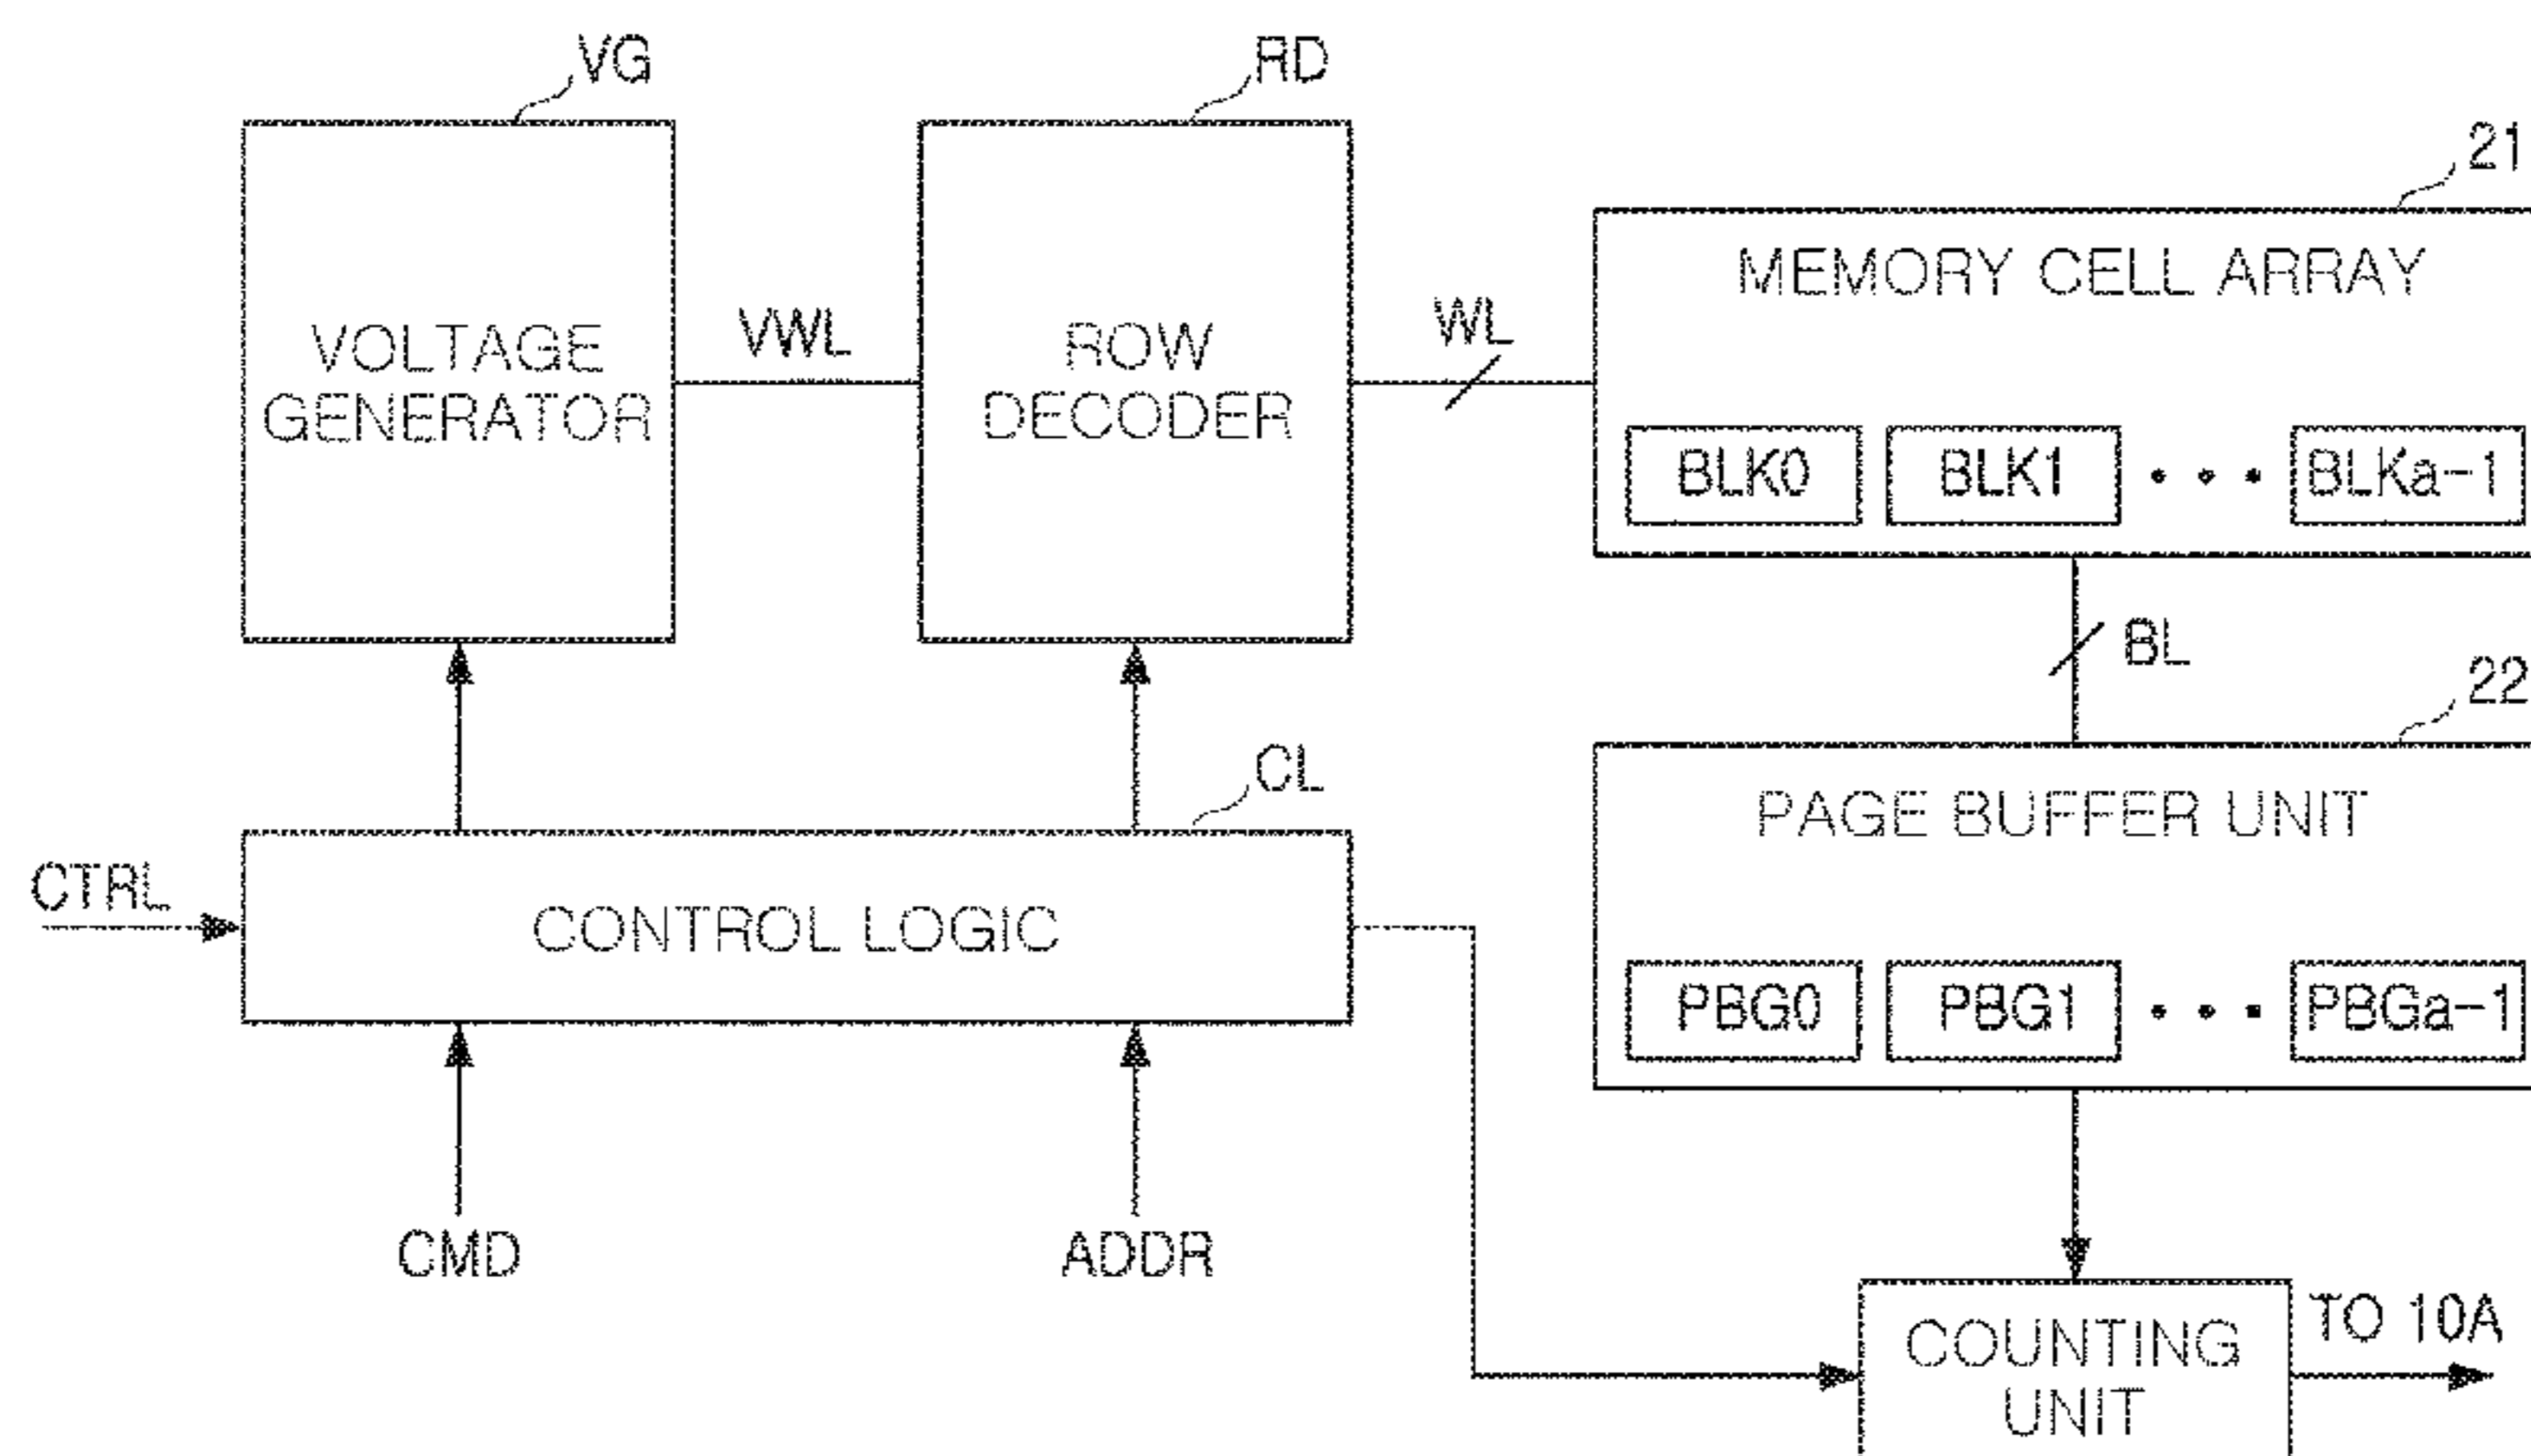 VG
RD
21
VOLTAGE
GENERATOR
VWL
ROW
DECODER
WL
MEMORY CELL ARRAY
BLK0
BLK1
• • •
BLKa-1
BL
22
CL
PAGE BUFFER UNIT
CTRL
CONTROL LOGIC
PBG0
PBG1
• • •
PBGa-1
CMD
ADDR
COUNTING
UNIT
TO 10A